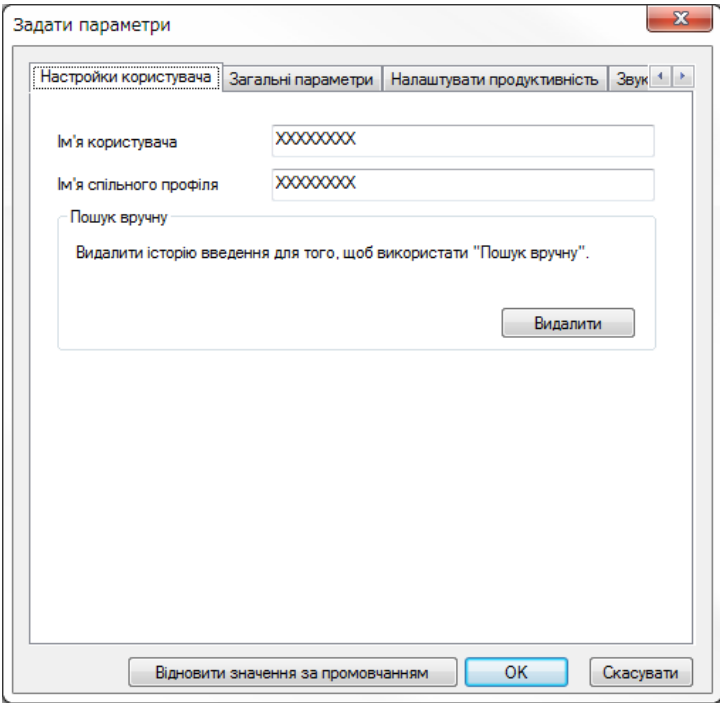 Задати параметри
Настройки користувача Загальні параметри Налаштувати продуктивність Звук
Ім'я користувача XXXXXXXX
Ім'я спільного профіля XXXXXXXX
Пошук вручну
Видалити історію введення для того, щоб використати "Пошук вручну".
Видалити
Відновити значення за промовчанням OK Скасувати